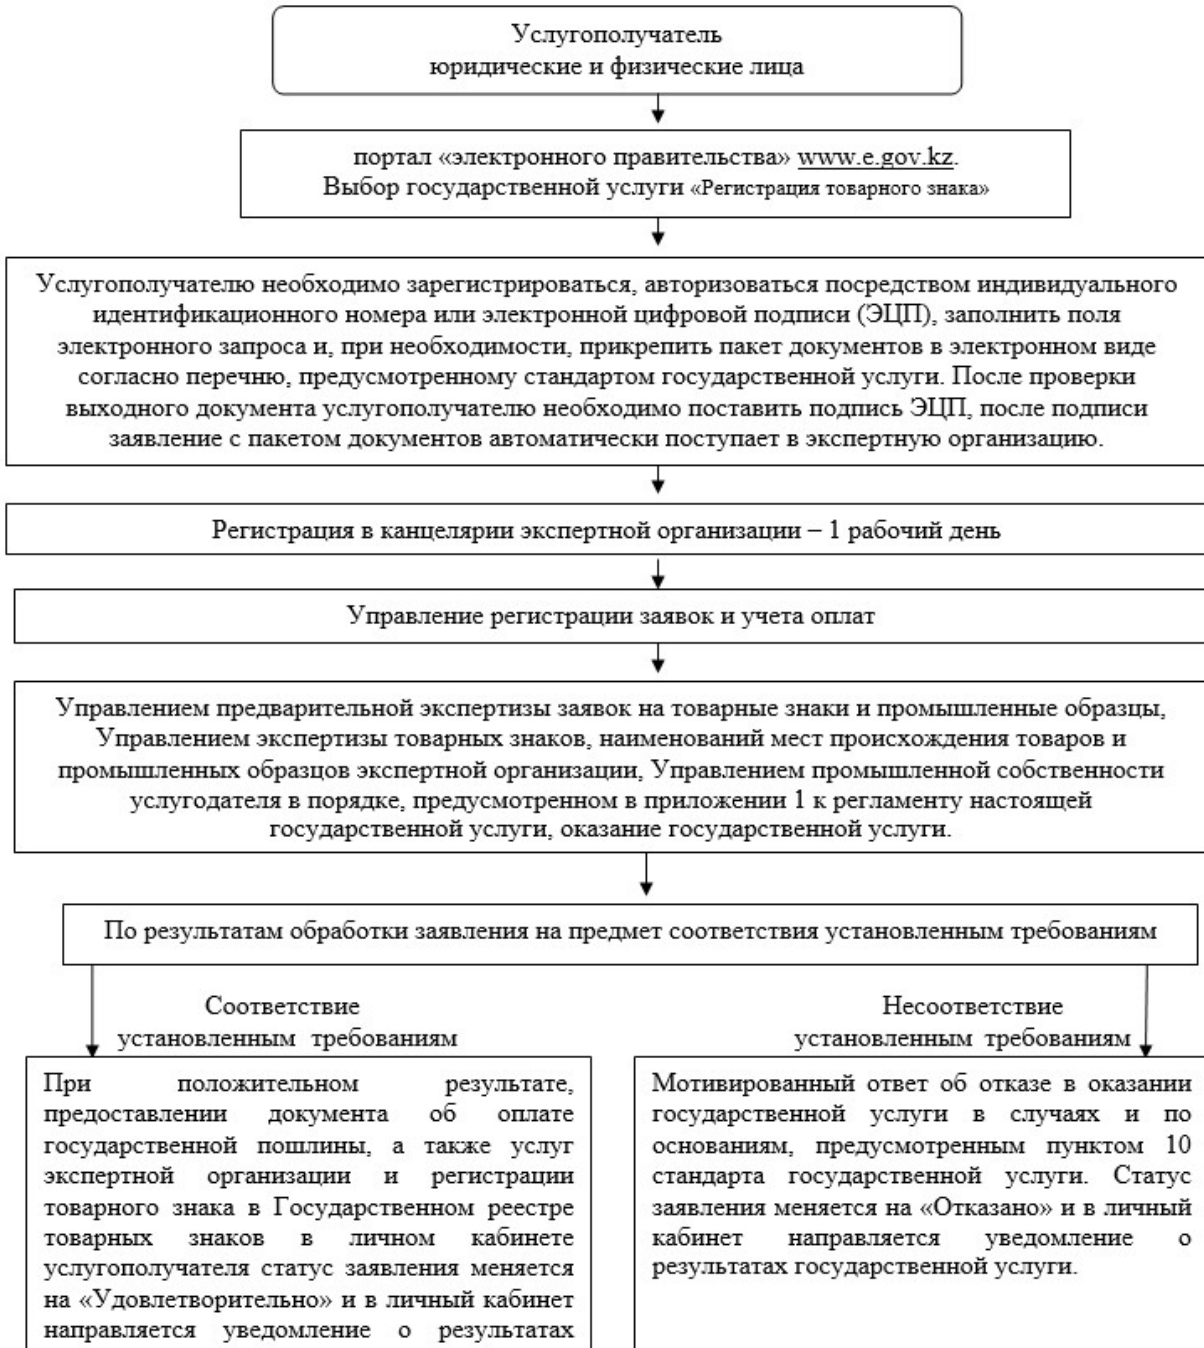 Услугополучатель
юридические и физические лица
портал «электронного правительства» www.e.gov.kz.
Выбор государственной услуги «Регистрация товарного знака»
Услугополучателю необходимо зарегистрироваться, авторизоваться посредством индивидуального
идентификационного номера или электронной цифровой подписи (ЭЦП), заполнить поля
электронного запроса и, при необходимости, прикрепить пакет документов в электронном виде
согласно перечню, предусмотренному стандартом государственной услуги. После проверки
выходного документа услугополучателю необходимо поставить подпись ЭЦП, после подписи
заявление с пакетом документов автоматически поступает в экспертную организацию.
Регистрация в канцелярии экспертной организации – 1 рабочий день
Управление регистрации заявок и учета оплат
Управлением предварительной экспертизы заявок на товарные знаки и промышленные образцы,
Управлением экспертизы товарных знаков, наименований мест происхождения товаров и
промышленных образцов экспертной организации, Управлением промышленной собственности
услугодателя в порядке, предусмотренном в приложении 1 к регламенту настоящей
государственной услуги, оказание государственной услуги.
По результатам обработки заявления на предмет соответствия установленным требованиям
Соответствие
установленным требованиям
Несоответствие
установленным требованиям
При положительном результате,
предоставлении документа об оплате
государственной пошлины, а также услуг
экспертной организации и регистрации
товарного знака в Государственном реестре
товарных знаков в личном кабинете
услугополучателя статус заявления меняется
на «Удовлетворительно» и в личный кабинет
направляется уведомление о результатах
Мотивированный ответ об отказе в оказании
государственной услуги в случаях и по
основаниям, предусмотренным пунктом 10
стандарта государственной услуги. Статус
заявления меняется на «Отказано» и в личный
кабинет направляется уведомление о
результатах государственной услуги.